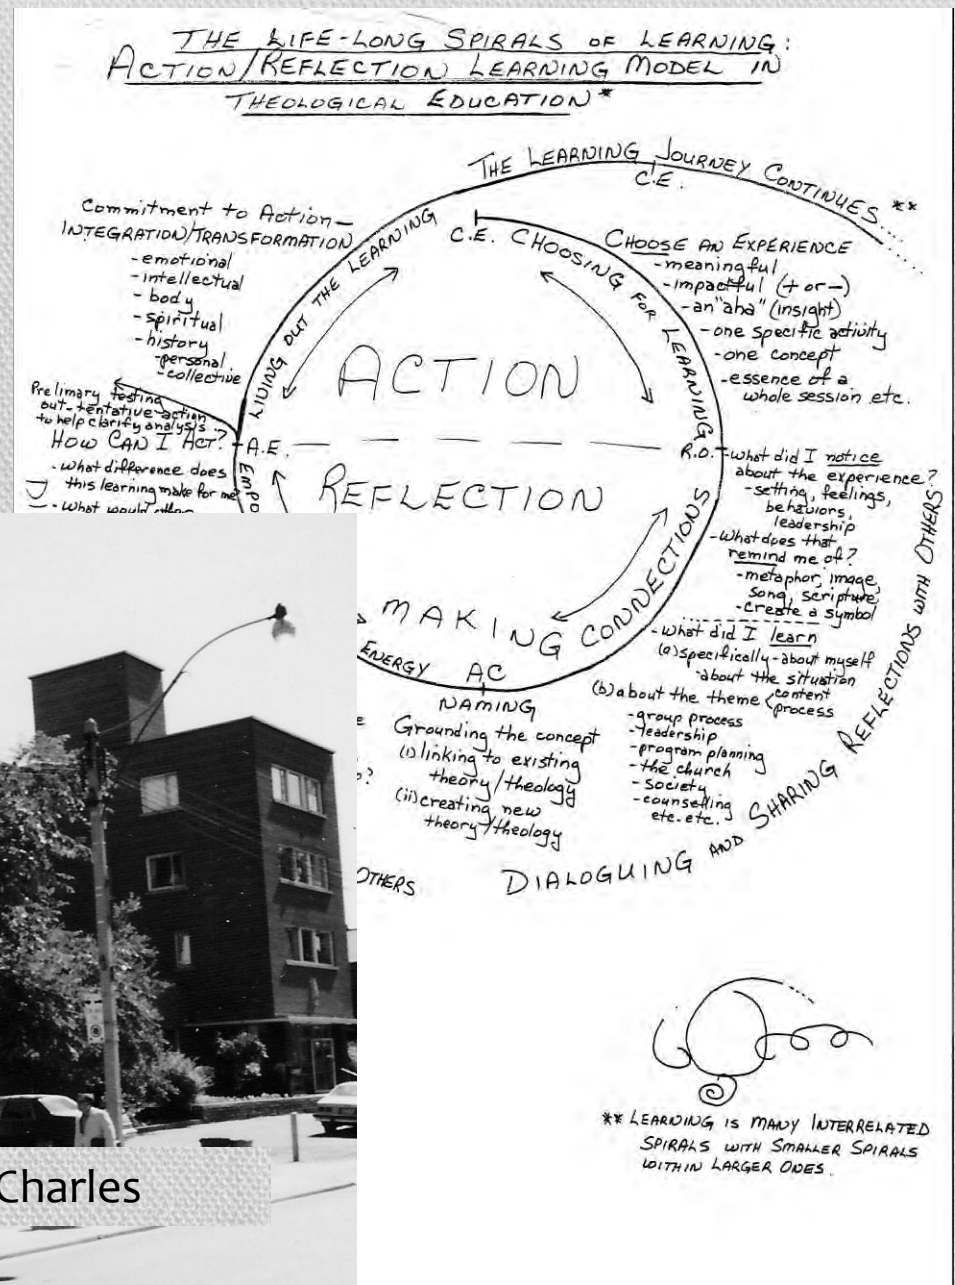 THE LIFE-LONG SPIRALS OF LEARNING:
ACTION/REFLECTION LEARNING MODEL IN
THEOLOGICAL EDUCATION*
THE LEARNING JOURNEY CONTINUES **
C.E.
Commitment to Action—
INTEGRATION/TRANSFORMATION
-emotional
-intellectual
-body
-spiritual
-history
-personal
-collective
LIVING OUT THE LEARNING
C.E. CHOOSING FOR LEARNING
CHOOSE AN EXPERIENCE
-meaningful
-impactful (+ or -)
-an "aha" (insight)
-one specific activity
-one concept
-essence of a
whole session etc.
ACTION
Prelimary testing
out-tentative action
to help clarify analysis.
HOW CAN I ACT?
-What difference does
this learning make for me
-What would
A.E.
R.O.
REFLECTION
-What did I notice
about the experience?
-setting, feelings,
behaviors,
leadership
-What does that
remind me of?
-metaphor, image,
song, scripture,
-Create a symbol
-What did I learn
(a) specifically-about myself
-about the situation
(b) about the theme content
process
-group process
-leadership
-program planning
-the church
-society
-counselling
etc. etc.
MAKING CONNECTIONS
ENERGY
AC
NAMING
Grounding the concept
(i) linking to existing
theory/theology
(ii) creating new
theory/theology
OTHERS
DIALOGUING AND SHARING REFLECTIONS WITH OTHERS
** LEARNING IS MANY INTERRELATED
SPIRALS WITH SMALLER SPIRALS
WITHIN LARGER ONES.
Charles